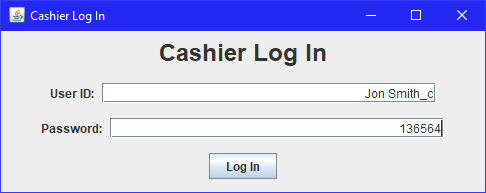 Cashier Log In
Cashier Log In
User ID: Jon Smith_c
Password: 136564
Log In